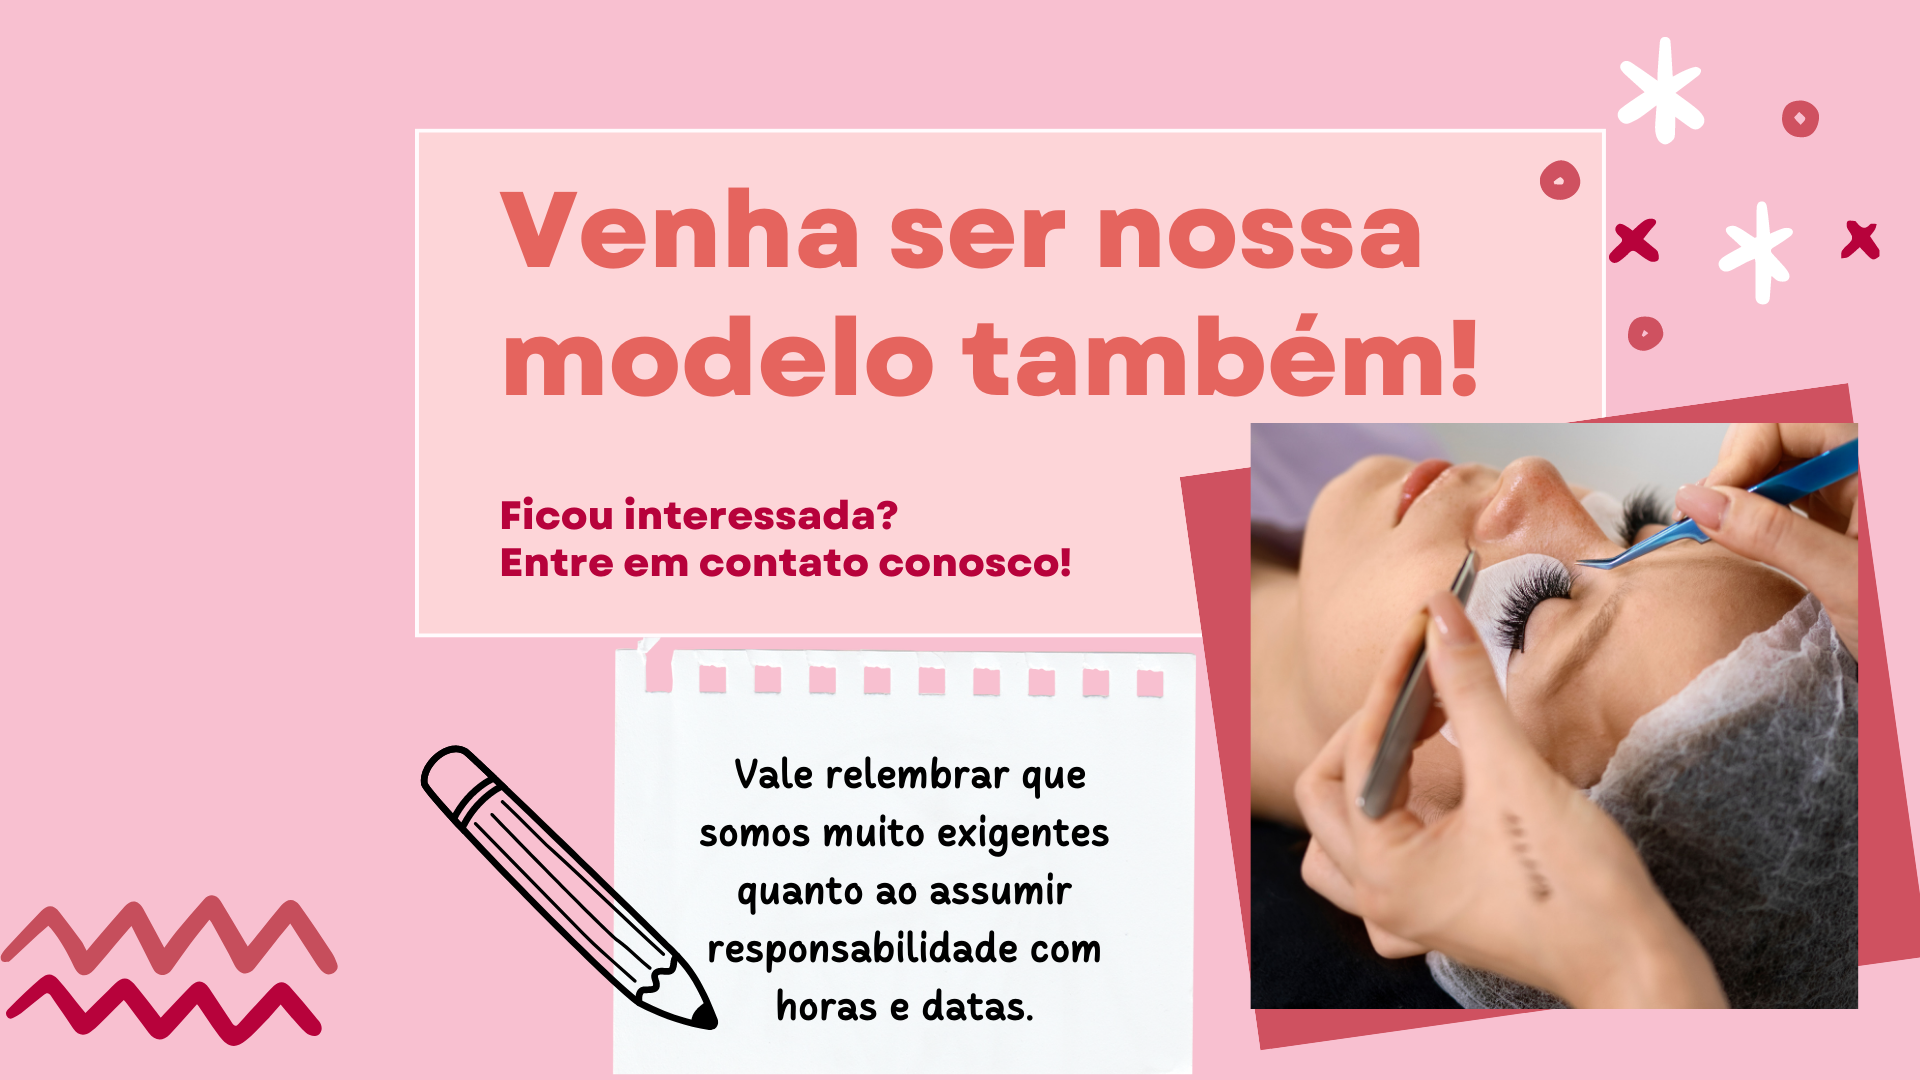 Venha ser nossa
modelo também!
Ficou interessada?
Entre em contato conosco!
Vale relembrar que
somos muito exigentes
quanto ao assumir
responsabilidade com
horas e datas.